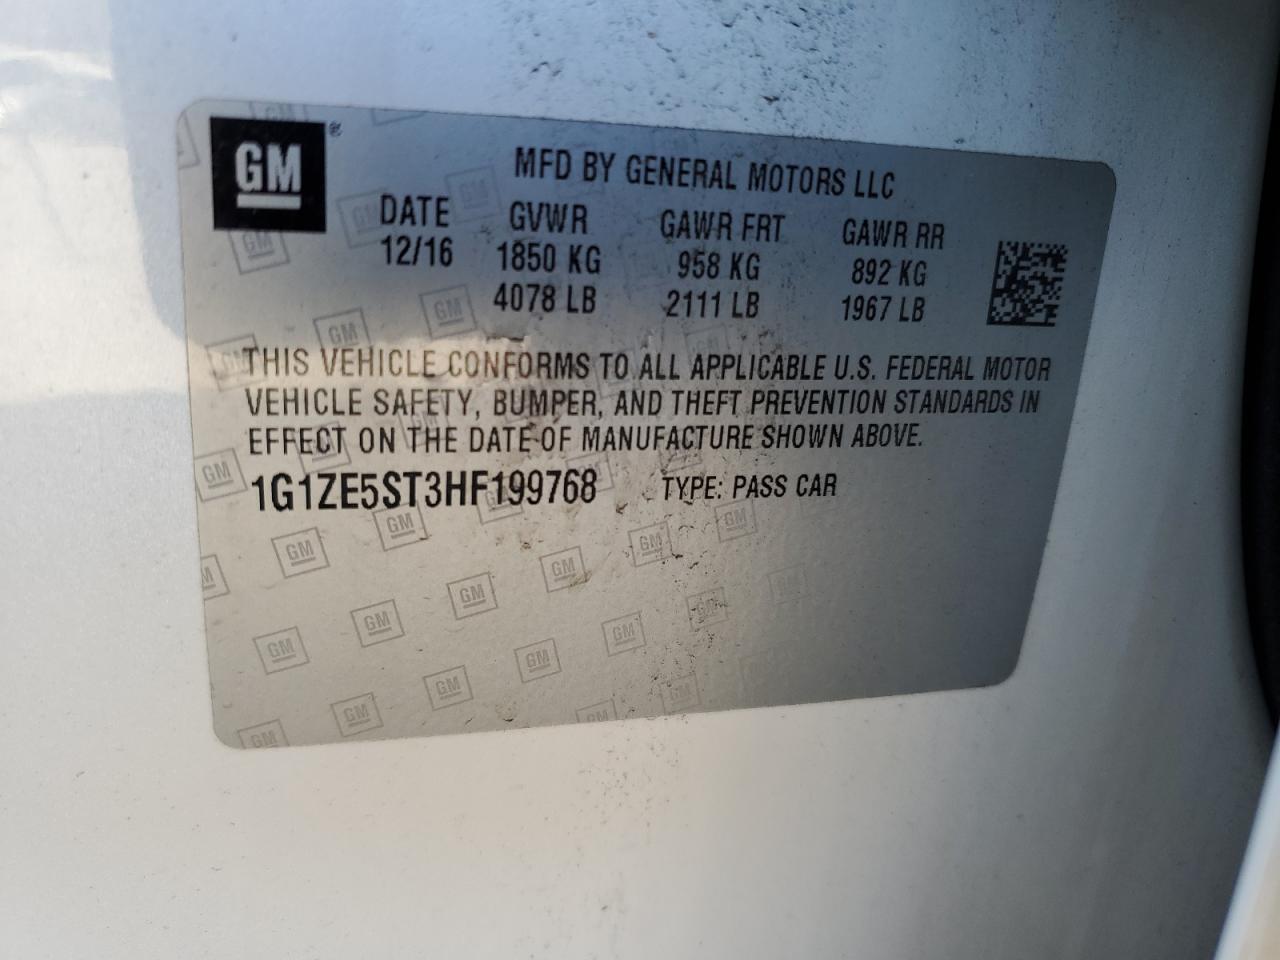 GM®
MFD BY GENERAL MOTORS LLC
DATE GVWR GAWR FRT GAWR RR
12/16 1850 KG 958 KG 892 KG
4078 LB 2111 LB 1967 LB
THIS VEHICLE CONFORMS TO ALL APPLICABLE U.S. FEDERAL MOTOR
VEHICLE SAFETY, BUMPER, AND THEFT PREVENTION STANDARDS IN
EFFECT ON THE DATE OF MANUFACTURE SHOWN ABOVE.
1G1ZE5ST3HF199768 TYPE: PASS CAR